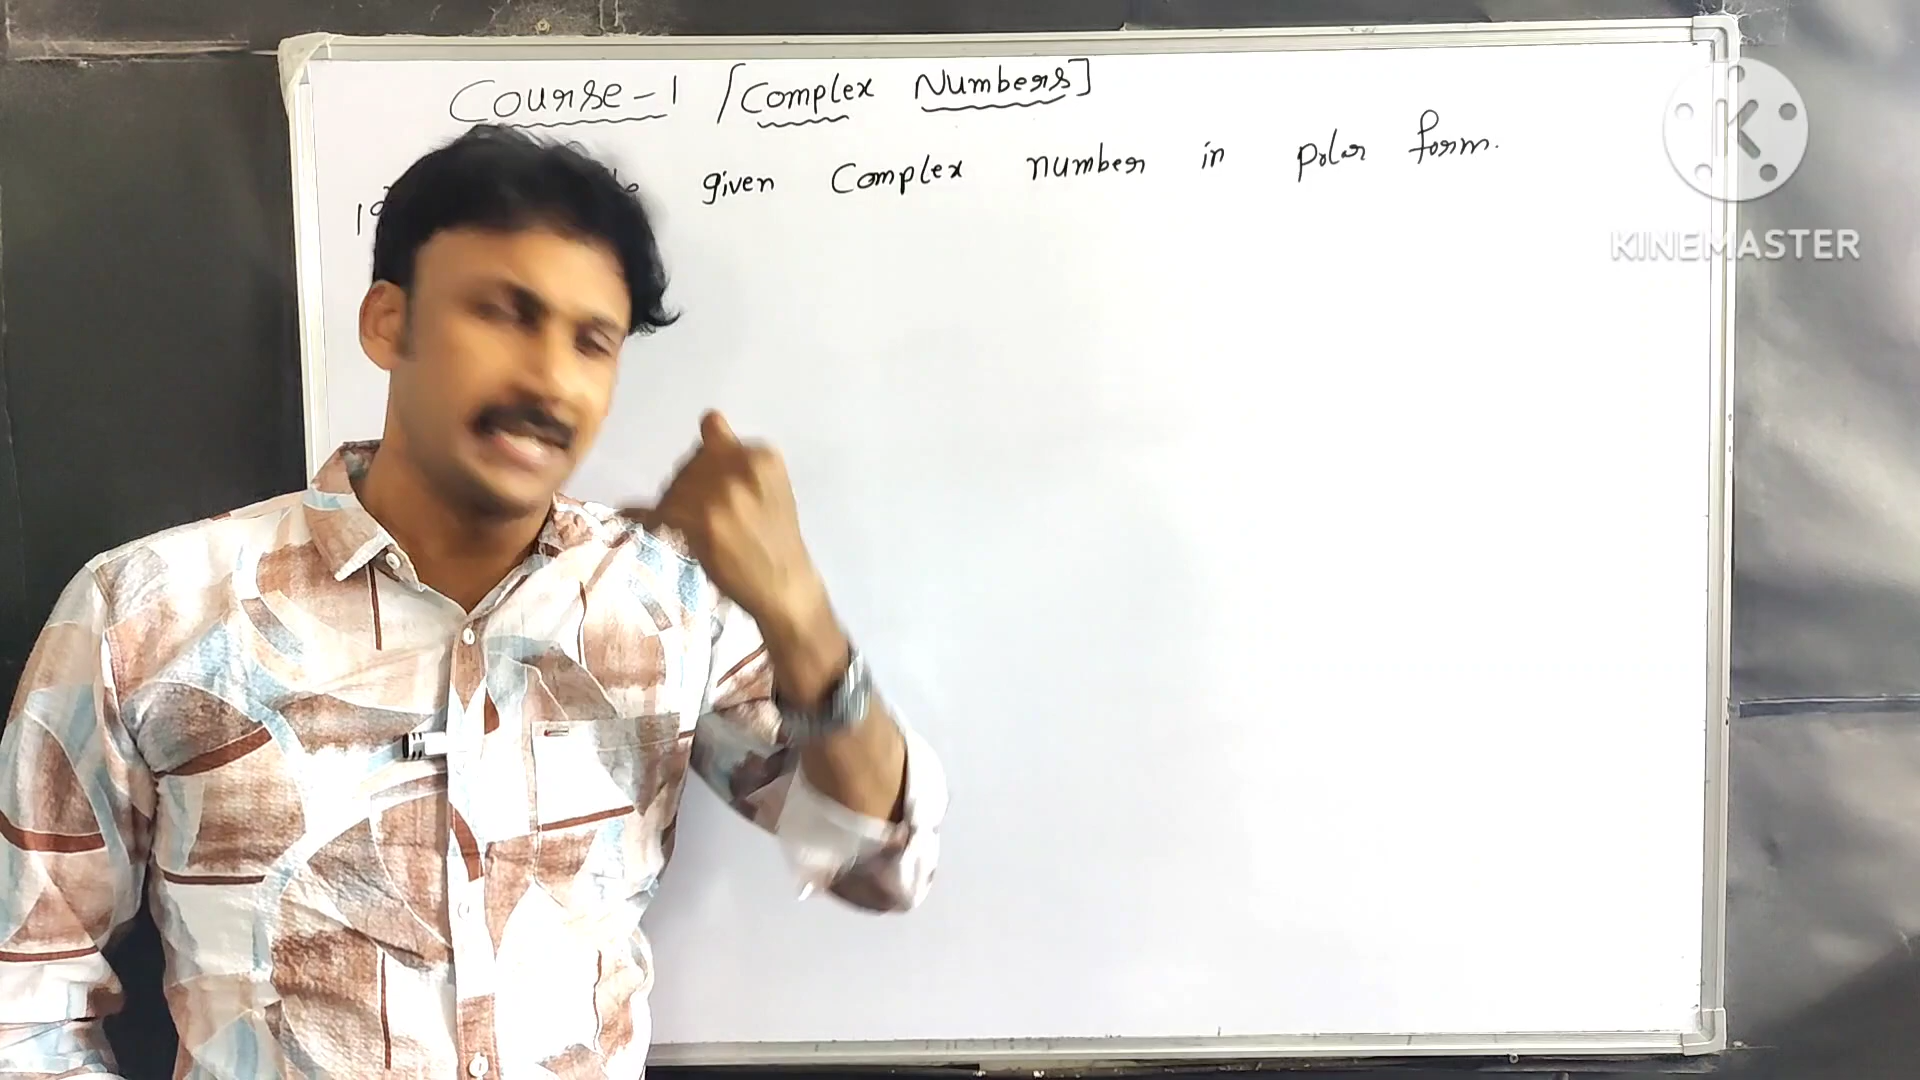 Course-1 [Complex Numbers]
given Complex number in polar form.
K
KINEMASTER